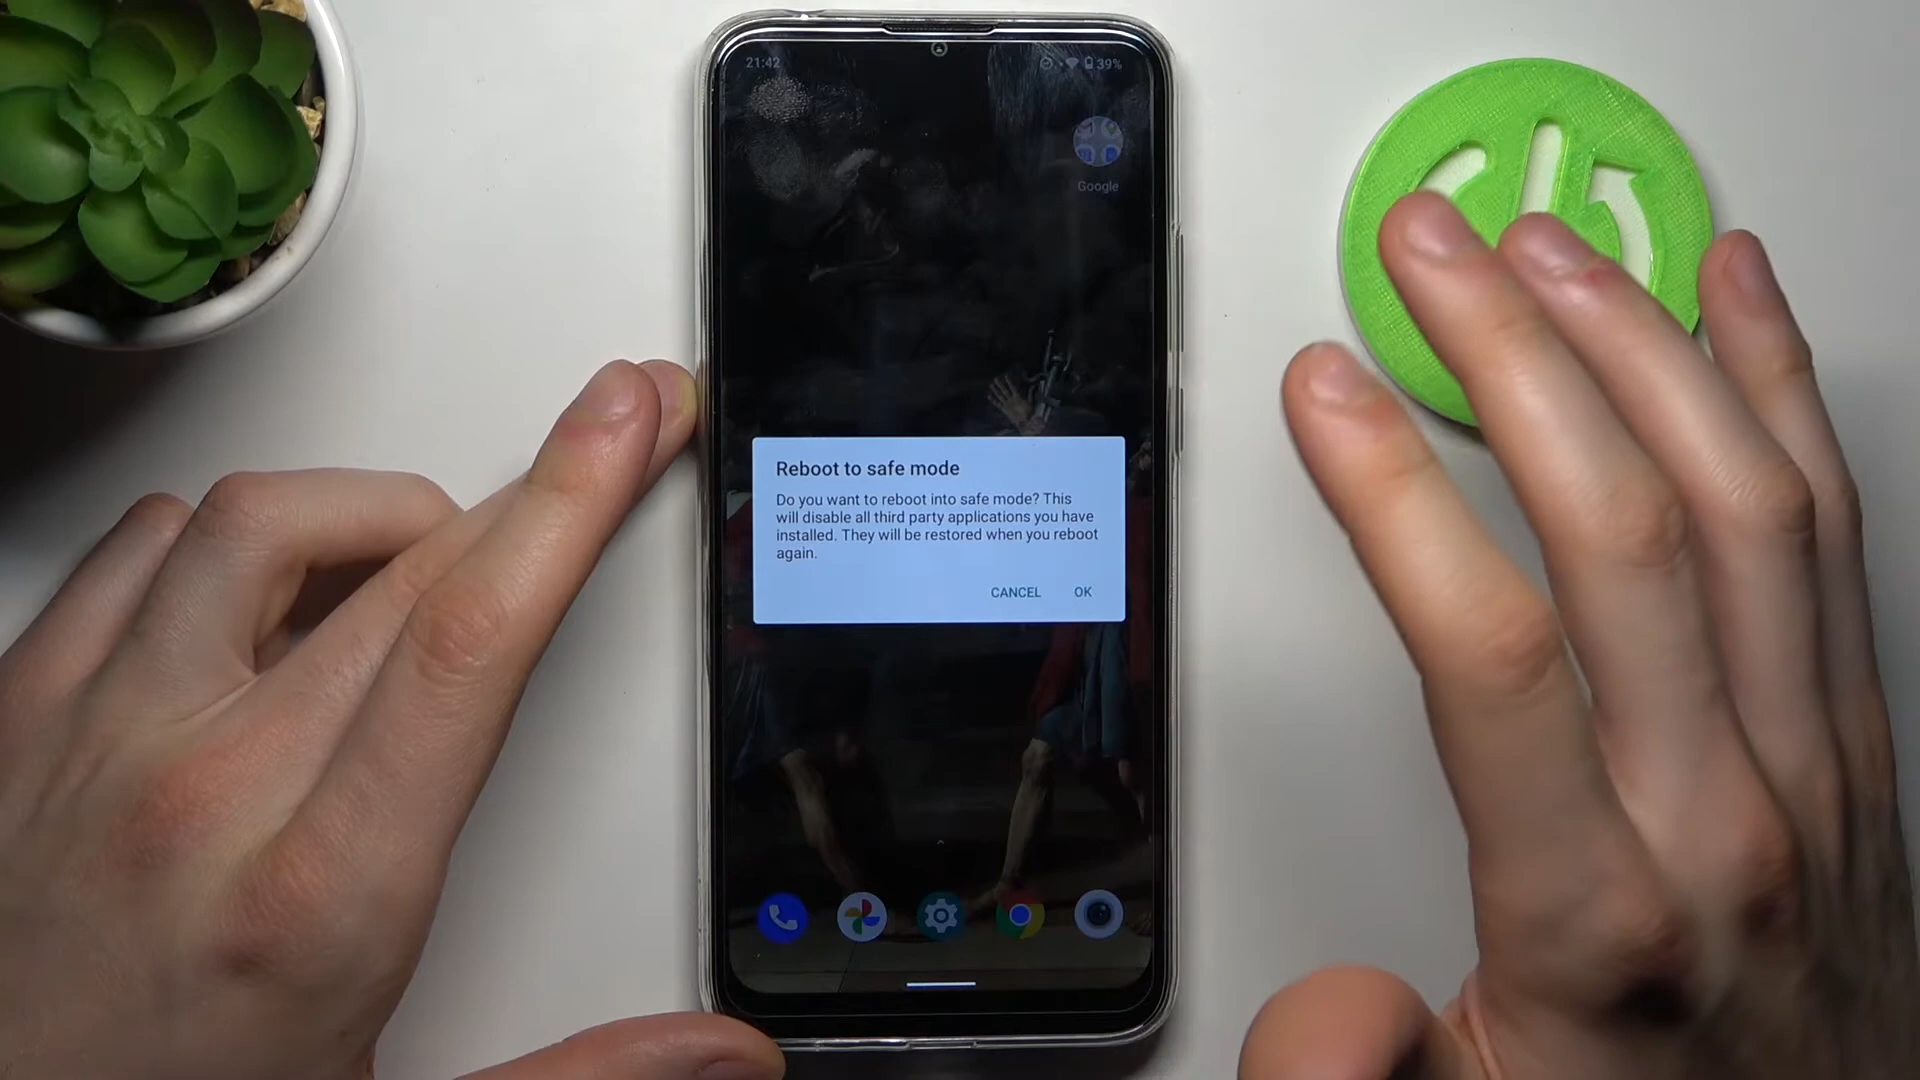 21:42
39%
Google
Reboot to safe mode
Do you want to reboot into safe mode? This
will disable all third party applications you have
installed. They will be restored when you reboot
again.
CANCEL OK